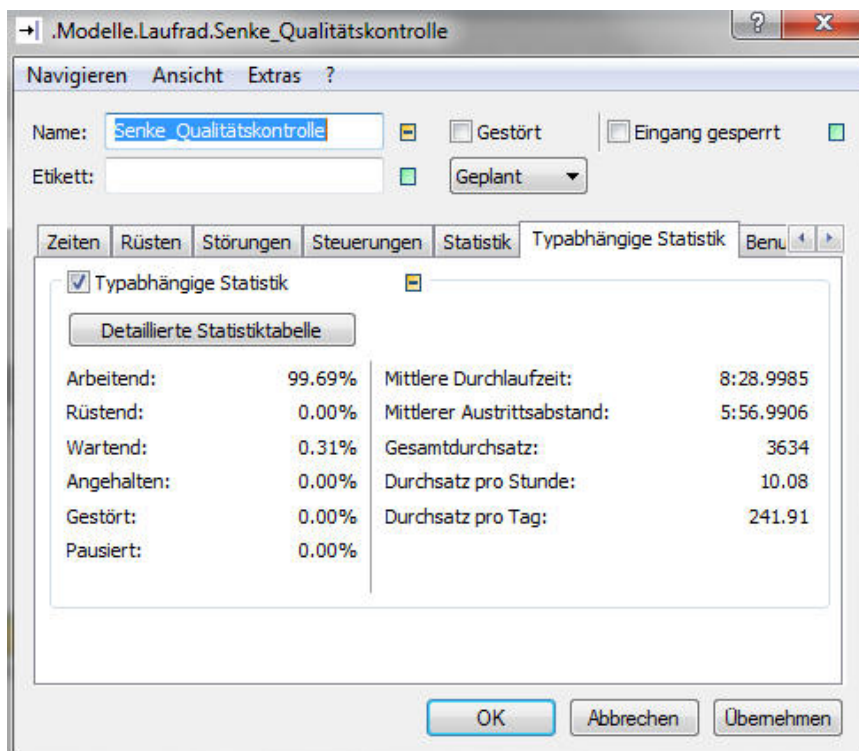 .Modelle.Laufrad.Senke_Qualitätskontrolle
Navigieren Ansicht Extras ?
Name: Senke_Qualitätskontrolle Gestört Eingang gesperrt
Etikett: Geplant
Zeiten Rüsten Störungen Steuerungen Statistik Typabhängige Statistik Benu
Typabhängige Statistik
Detaillierte Statistiktabelle
Arbeitend: 99.69% Mittlere Durchlaufzeit: 8:28.9985
Rüstend: 0.00% Mittlerer Austrittsabstand: 5:56.9906
Wartend: 0.31% Gesamtdurchsatz: 3634
Angehalten: 0.00% Durchsatz pro Stunde: 10.08
Gestört: 0.00% Durchsatz pro Tag: 241.91
Pausiert: 0.00%
OK Abbrechen Übernehmen